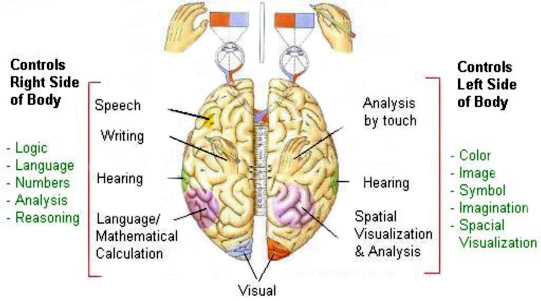 Controls
Right Side
of Body
- Logic
- Language
- Numbers
- Analysis
- Reasoning
Speech
Writing
Hearing
Language/
Mathematical
Calculation
Visual
Analysis
by touch
Hearing
Spatial
Visualization
& Analysis
Controls
Left Side
of Body
- Color
- Image
- Symbol
- Imagination
- Spacial
Visualization